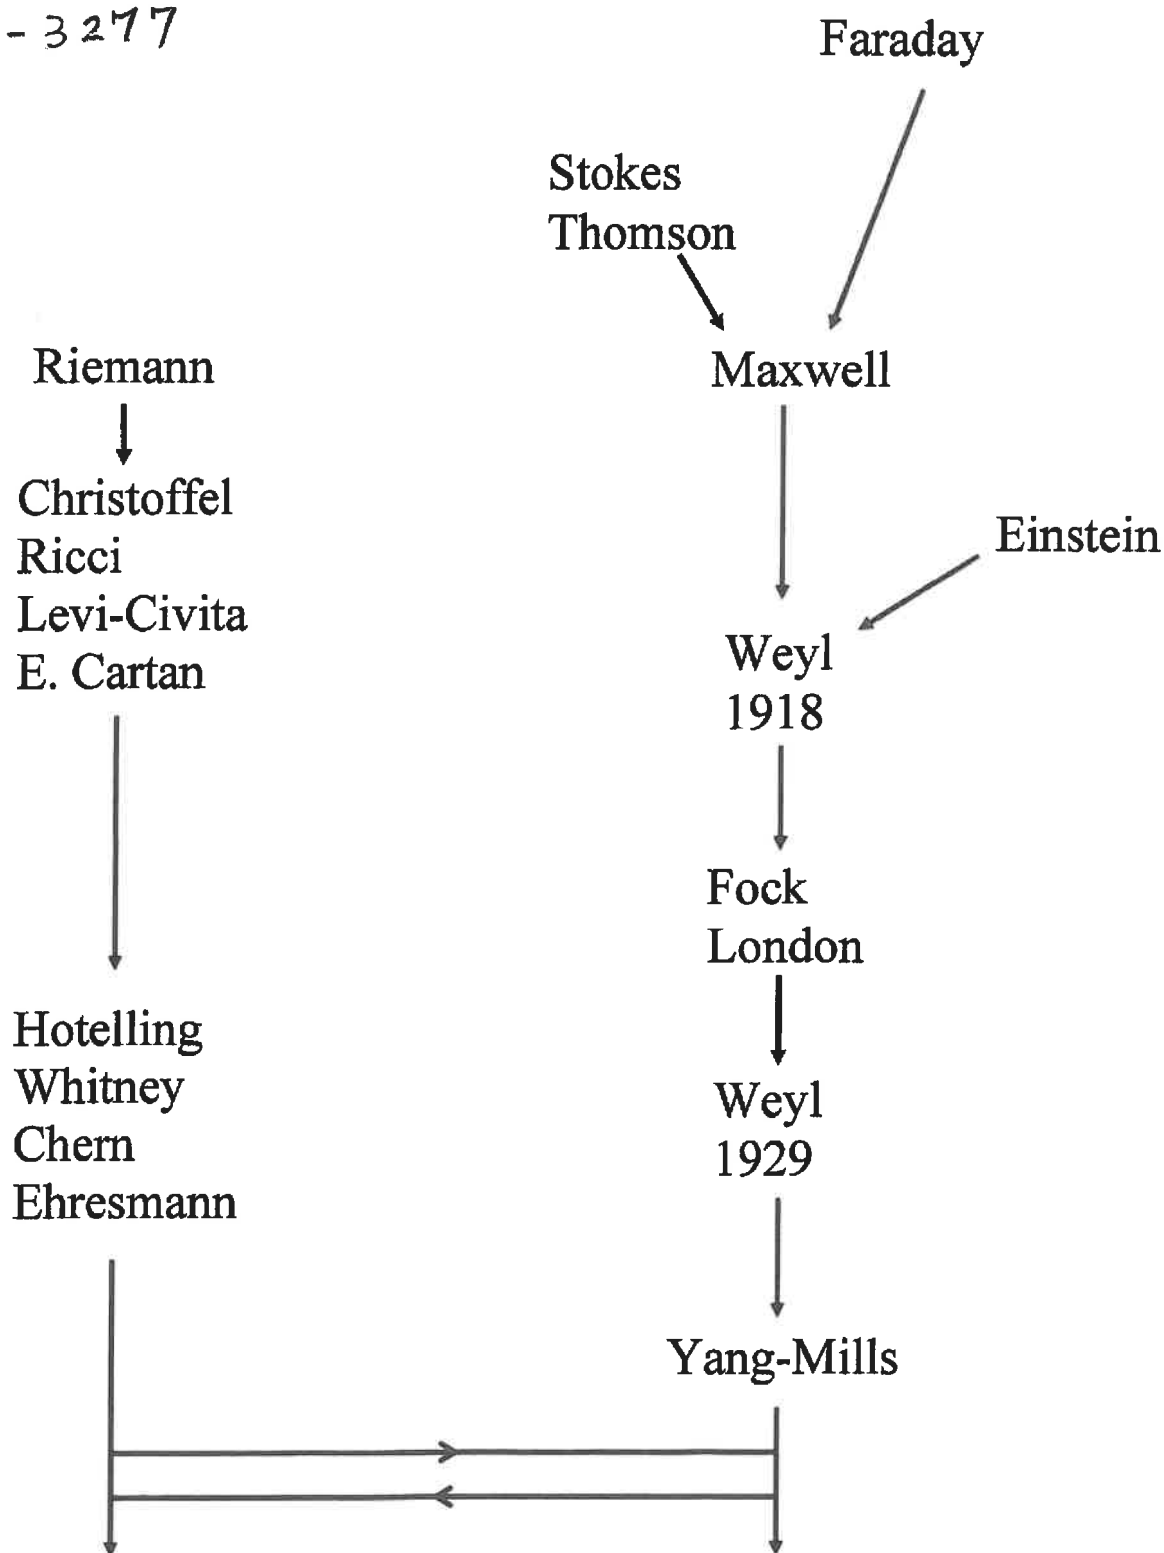 - 3277
Faraday
Stokes
Thomson
Riemann
Maxwell
Christoffel
Ricci
Levi-Civita
E. Cartan
Einstein
Weyl
1918
Fock
London
Hotelling
Whitney
Chern
Ehresmann
Weyl
1929
Yang-Mills